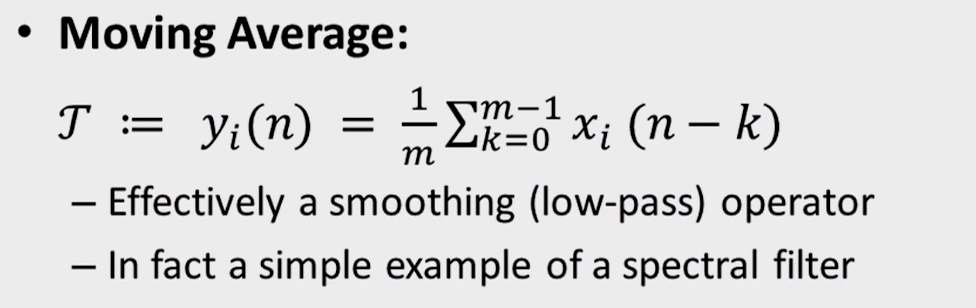 • Moving Average:
𝒯 := yᵢ(n) = 1/m ∑ₖ₌₀ᵐ⁻¹ xᵢ (n − k)
– Effectively a smoothing (low-pass) operator
– In fact a simple example of a spectral filter